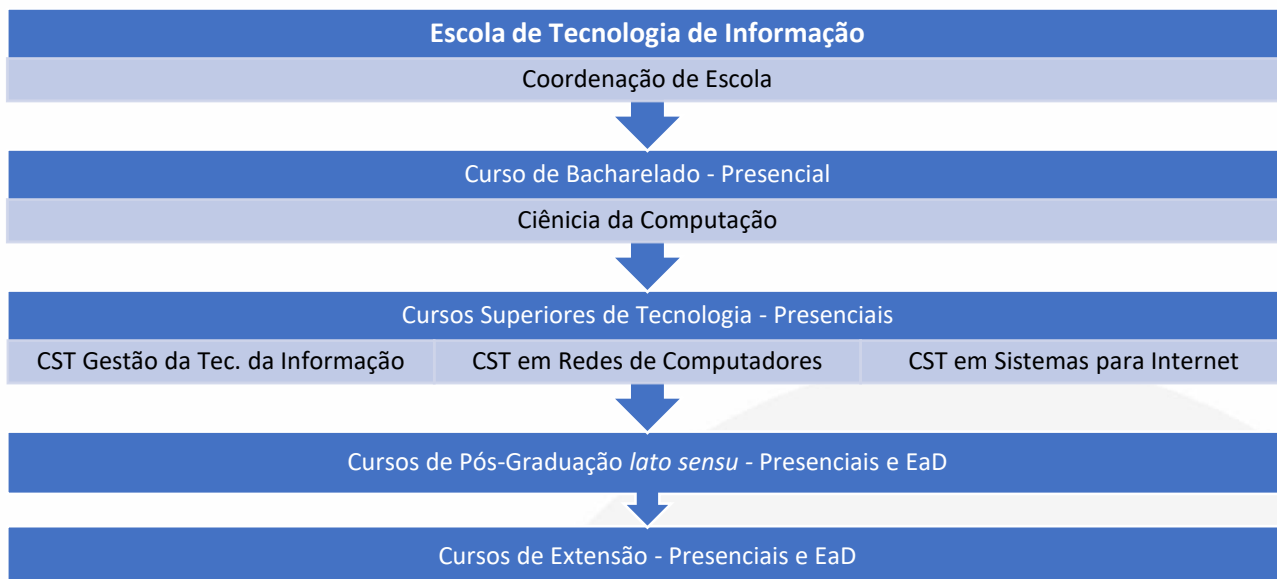 Escola de Tecnologia de Informação
Coordenação de Escola
Curso de Bacharelado - Presencial
Ciênicia da Computação
Cursos Superiores de Tecnologia - Presenciais
CST Gestão da Tec. da Informação CST em Redes de Computadores CST em Sistemas para Internet
Cursos de Pós-Graduação lato sensu - Presenciais e EaD
Cursos de Extensão - Presenciais e EaD